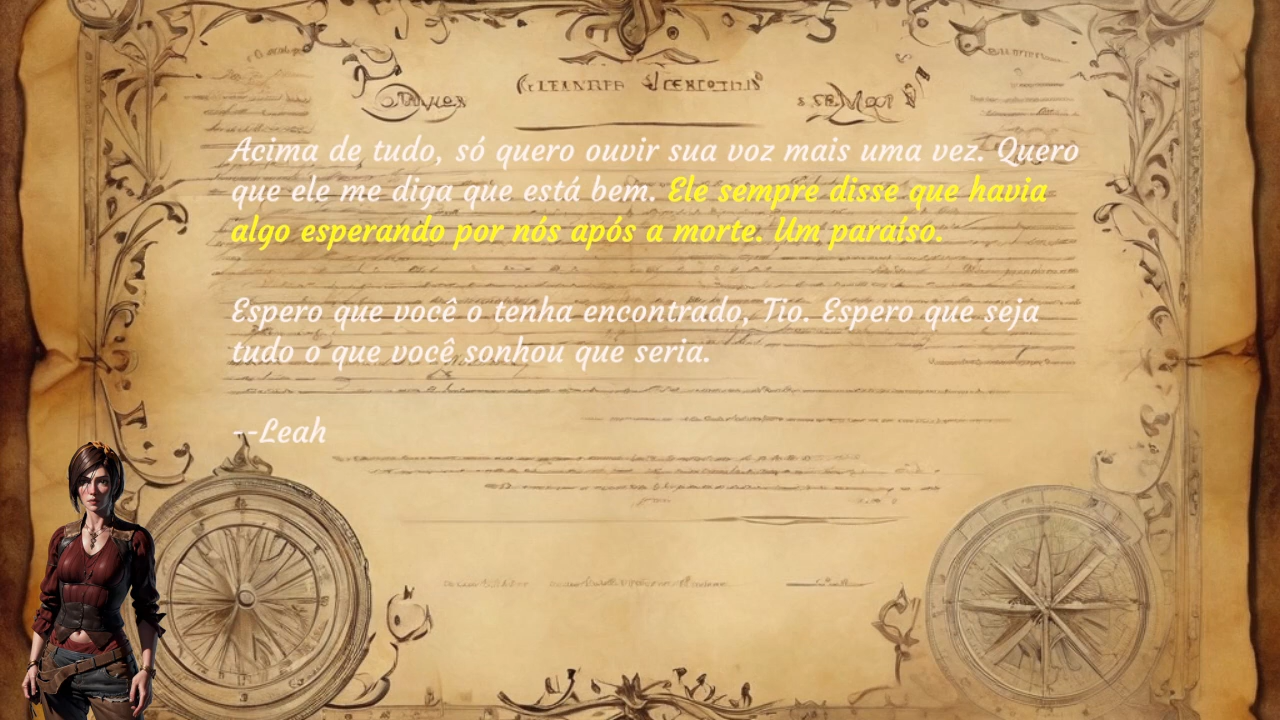 Acima de tudo, só quero ouvir sua voz mais uma vez. Quero
que ele me diga que está bem. Ele sempre disse que havia
algo esperando por nós após a morte. Um paraíso.
Espero que você o tenha encontrado, Tio. Espero que seja
tudo o que você sonhou que seria.
--Leah